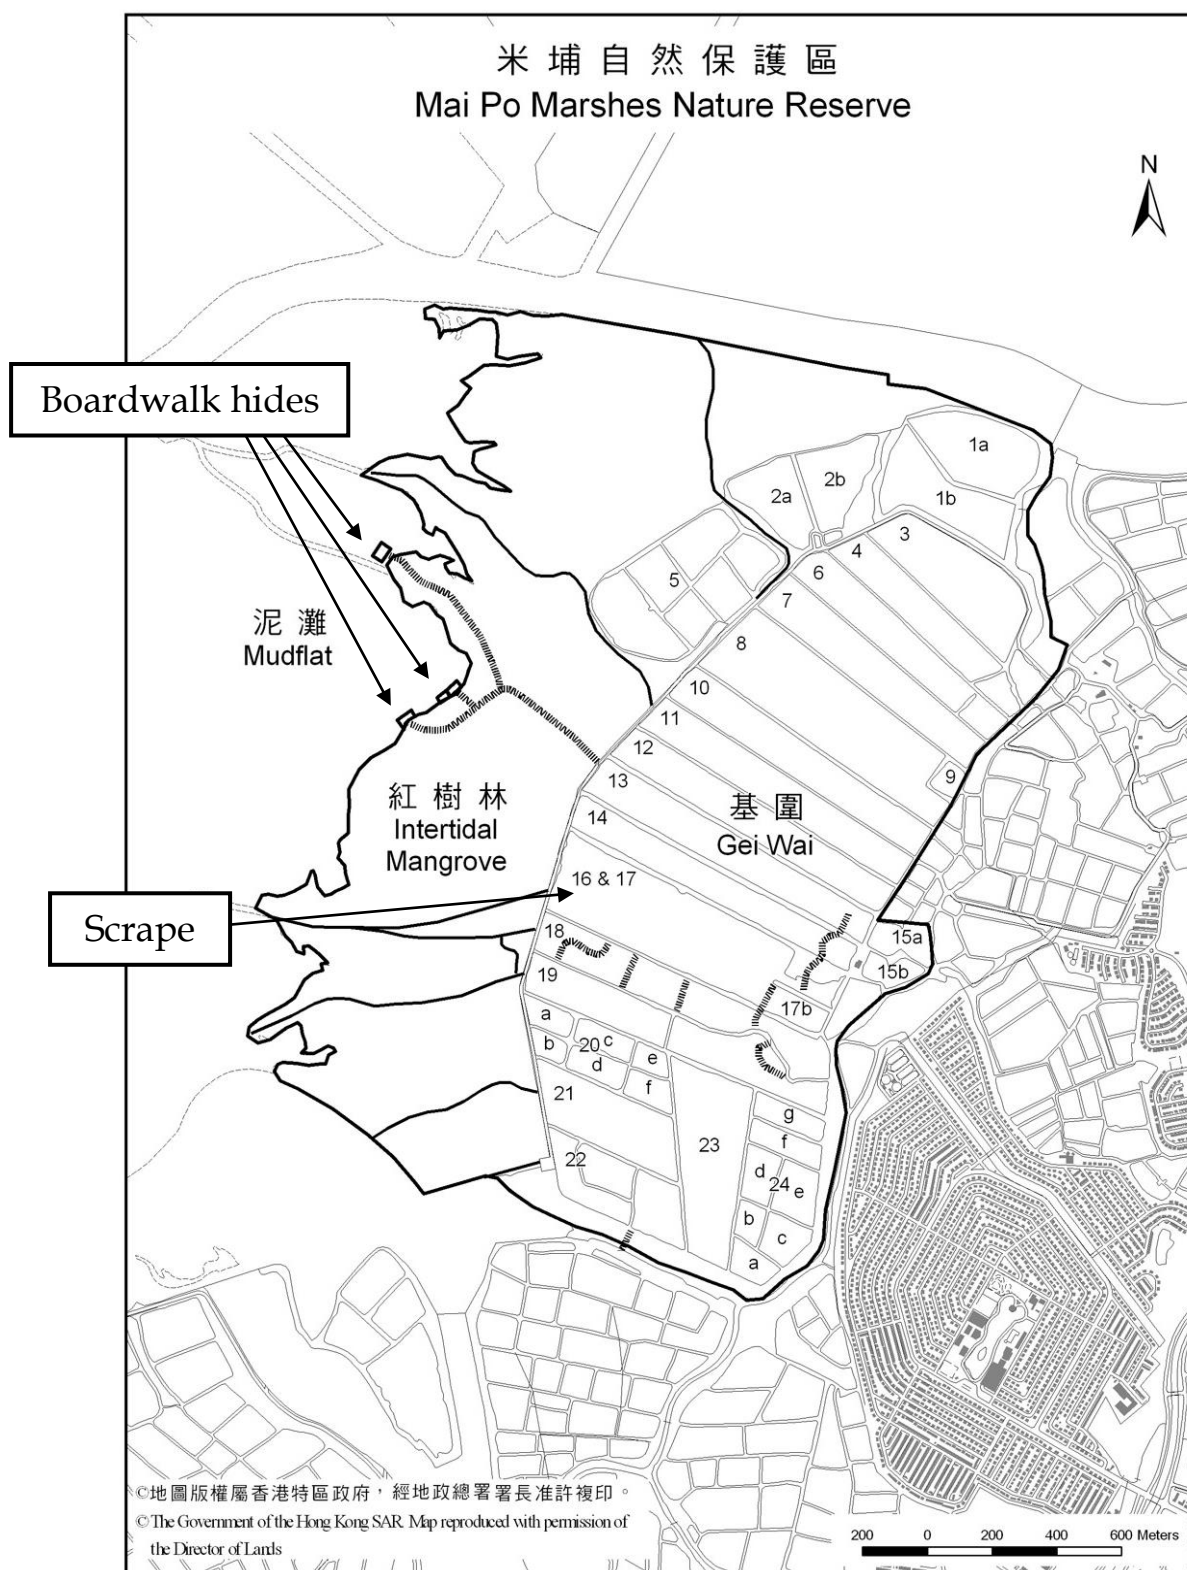 米埔自然保護區
Mai Po Marshes Nature Reserve
N
Boardwalk hides
1a
2b
2a
1b
3
4
5
6
7
泥灘
Mudflat
8
10
11
12
9
13
紅樹林
Intertidal
Mangrove
基圍
Gei Wai
14
16 & 17
Scrape
18
15a
15b
19
17b
a
b
20
c
d
e
f
21
g
f
23
22
d
24
e
b
c
a
©地圖版權屬香港特區政府，經地政總署署長准許複印。
© The Government of the Hong Kong SAR. Map reproduced with permission of
the Director of Lands
200 0 200 400 600 Meters